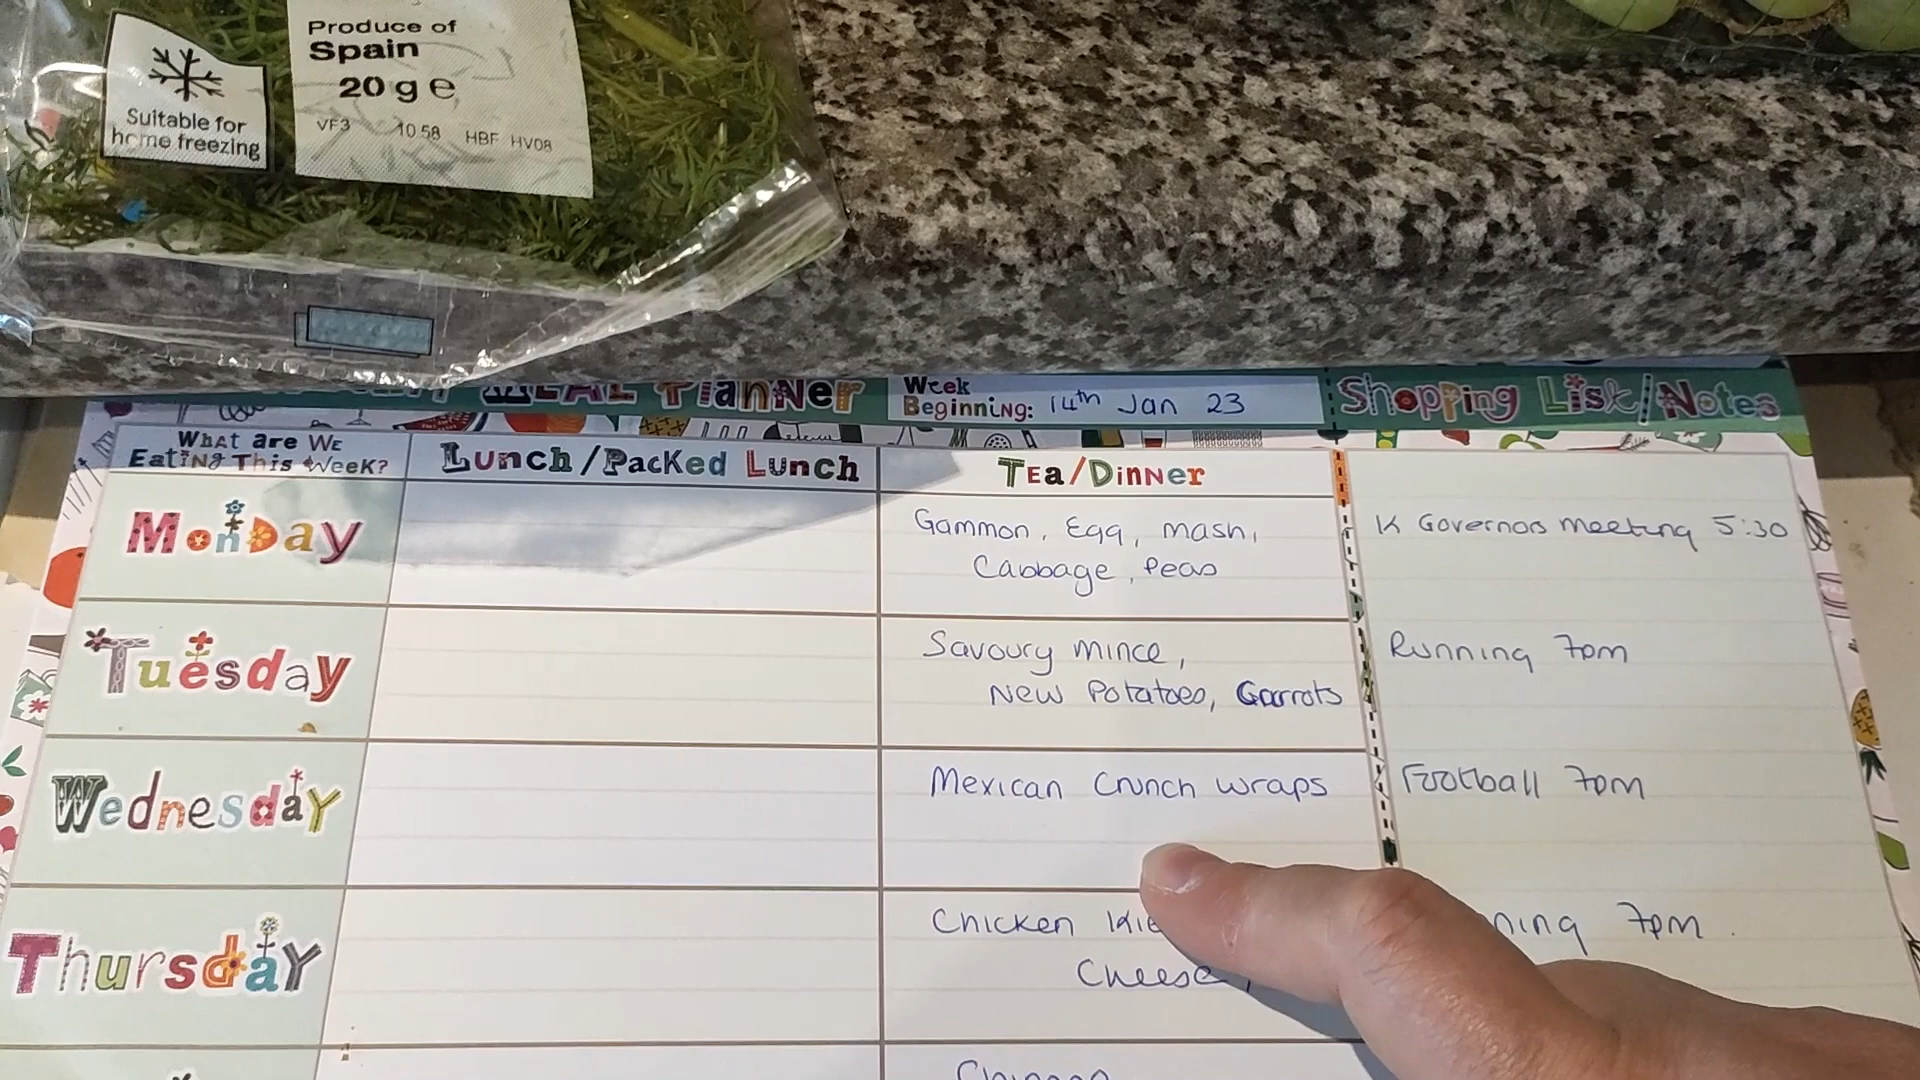 Produce of
Spain
20 g e
VF3 10 58 HBF HV08
Suitable for
home freezing
MEAL PlanNer
Week
Beginning: 14th Jan 23
Shopping List/Notes
What are We
Eating This Week?
Lunch/Packed Lunch
Tea/Dinner
Monday
Gammon, Egg, mash,
Cabbage, Peas
K Governors meeting 5:30
Tuesday
Savoury mince,
New Potatoes, Carrots
Running 7pm
Wednesday
Mexican Crunch wraps
Football 7pm
Thursday
Chicken
Cheese,
7pm.